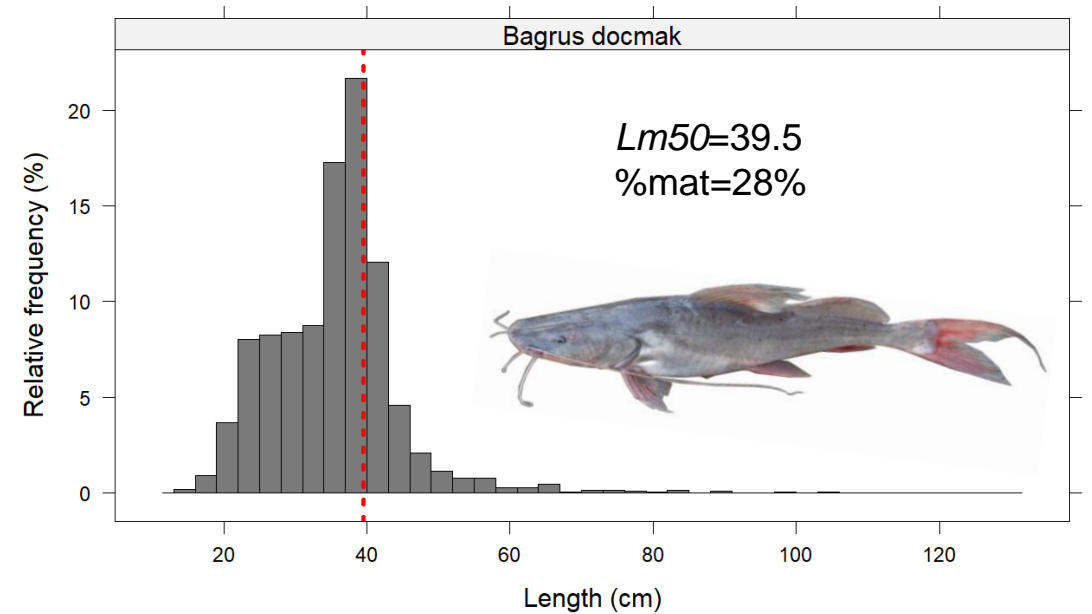 Bagrus docmak
Lm50=39.5
%mat=28%
Relative frequency (%)
20
15
10
5
0
20 40 60 80 100 120
Length (cm)